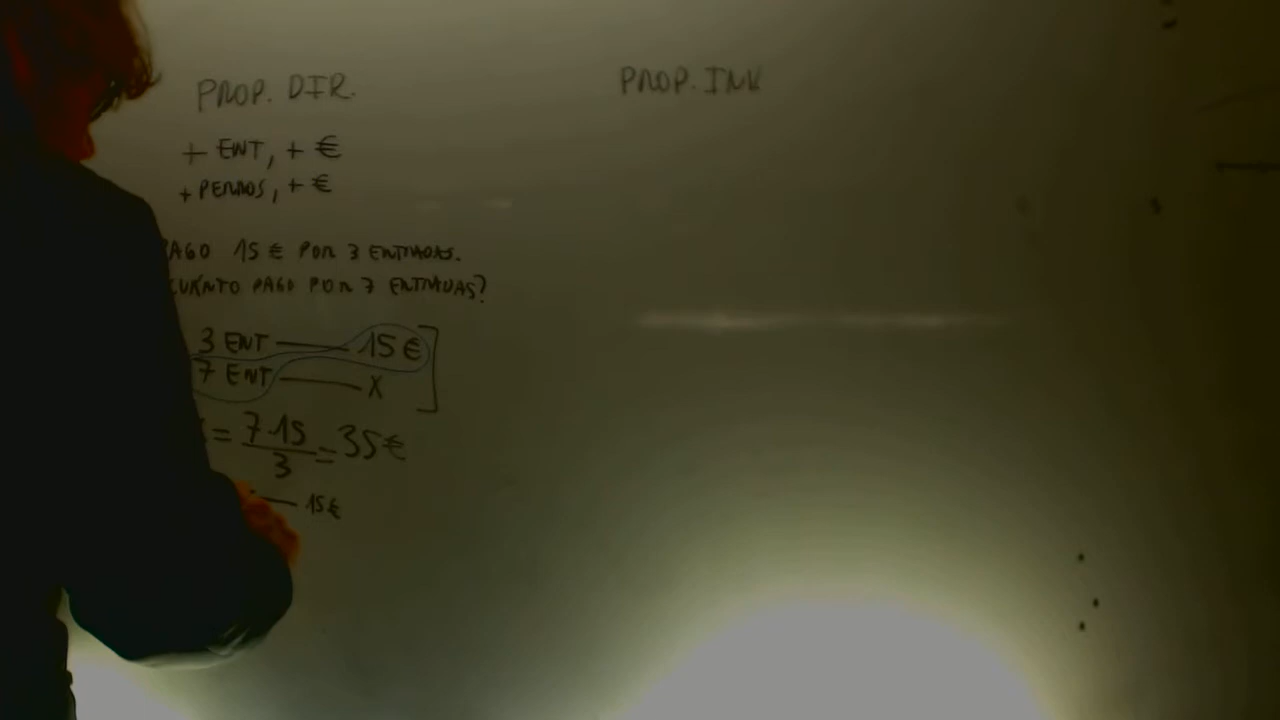 PROP. DIR.
+ ENT, + €
+ PERROS, + €
PAGO 15 € POR 3 ENTRADAS.
¿CUÁNTO PAGO POR 7 ENTRADAS?
3 ENT — 15 €
7 ENT — X
= 7·15 / 3 = 35 €
— 15 €
PROP. INV